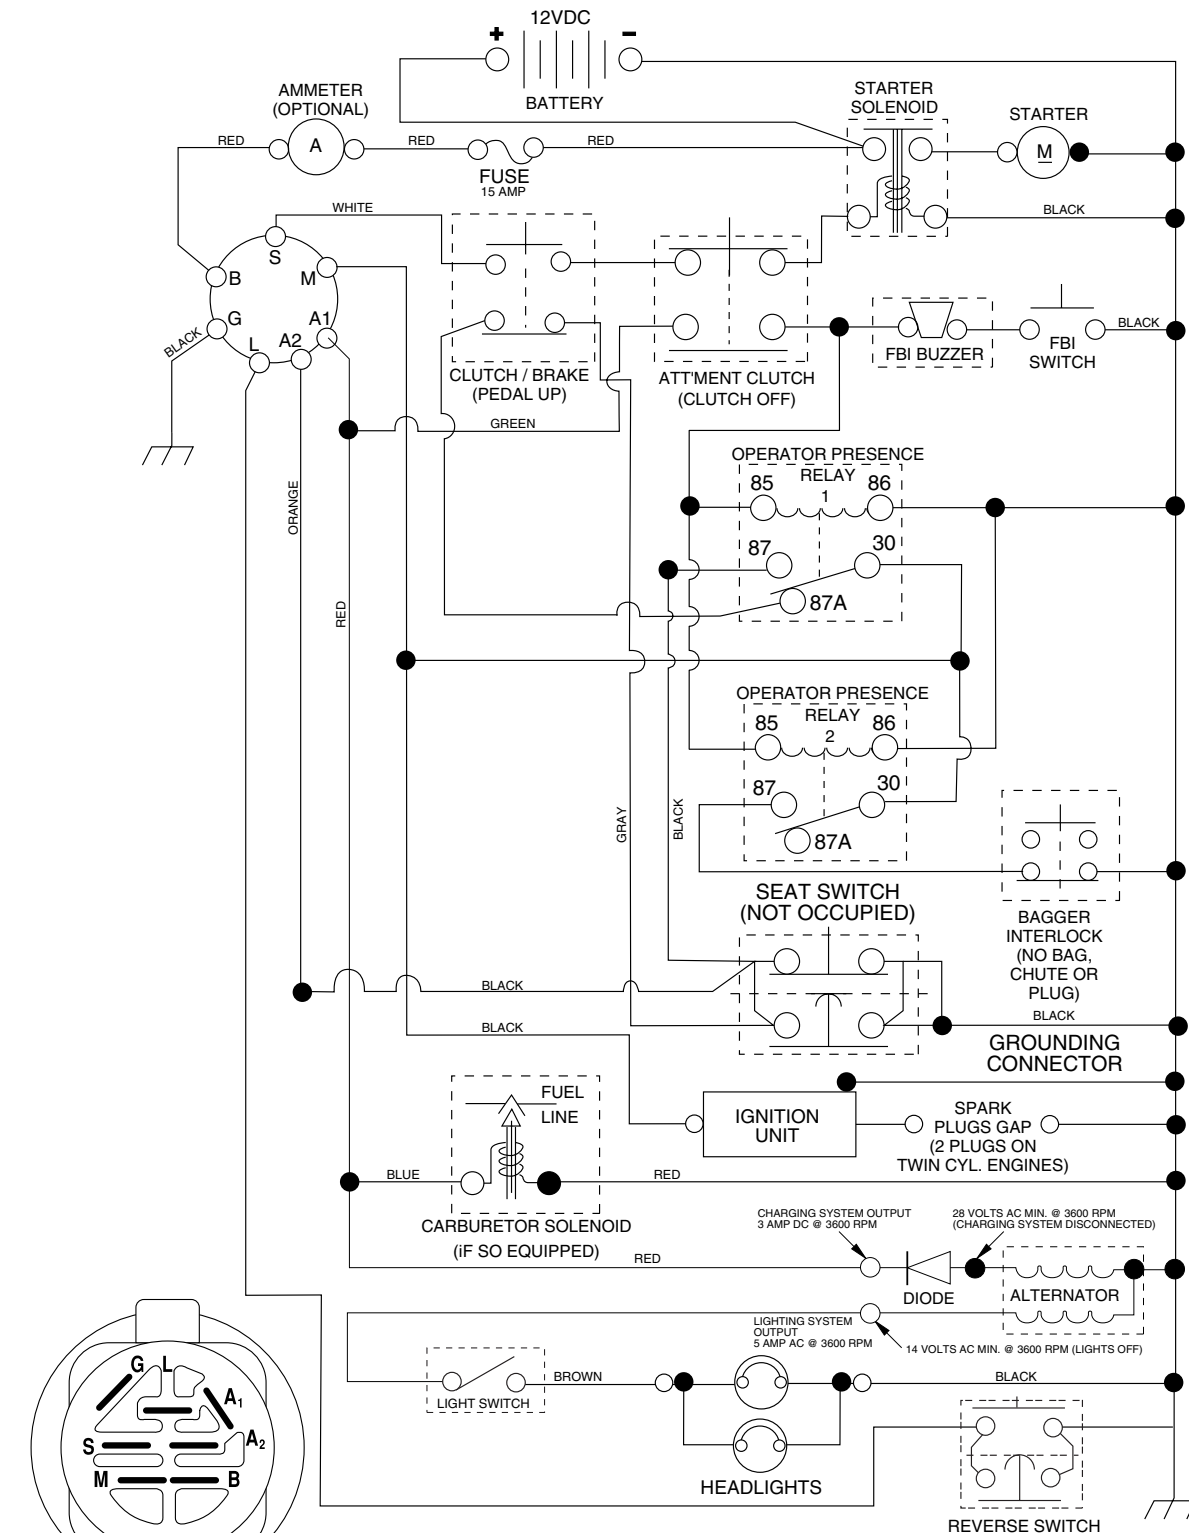 12VDC
+
-
BATTERY
AMMETER
(OPTIONAL)
STARTER
SOLENOID
STARTER
RED
A
RED
RED
M
FUSE
15 AMP
WHITE
BLACK
S
B
M
G
A1
L
A2
BLACK
CLUTCH / BRAKE
(PEDAL UP)
ATT'MENT CLUTCH
(CLUTCH OFF)
FBI BUZZER
FBI
SWITCH
BLACK
GREEN
ORANGE
RED
OPERATOR PRESENCE
RELAY
1
85
86
87
30
87A
OPERATOR PRESENCE
RELAY
2
85
86
87
30
87A
GRAY
BLACK
SEAT SWITCH
(NOT OCCUPIED)
BAGGER
INTERLOCK
(NO BAG,
CHUTE OR
PLUG)
BLACK
BLACK
BLACK
GROUNDING
CONNECTOR
FUEL
LINE
IGNITION
UNIT
SPARK
PLUGS GAP
(2 PLUGS ON
TWIN CYL. ENGINES)
BLUE
RED
CARBURETOR SOLENOID
(iF SO EQUIPPED)
CHARGING SYSTEM OUTPUT
3 AMP DC @ 3600 RPM
28 VOLTS AC MIN. @ 3600 RPM
(CHARGING SYSTEM DISCONNECTED)
RED
DIODE
ALTERNATOR
LIGHTING SYSTEM
OUTPUT
5 AMP AC @ 3600 RPM
14 VOLTS AC MIN. @ 3600 RPM (LIGHTS OFF)
LIGHT SWITCH
BROWN
BLACK
HEADLIGHTS
REVERSE SWITCH
G
L
A1
S
A2
M
B